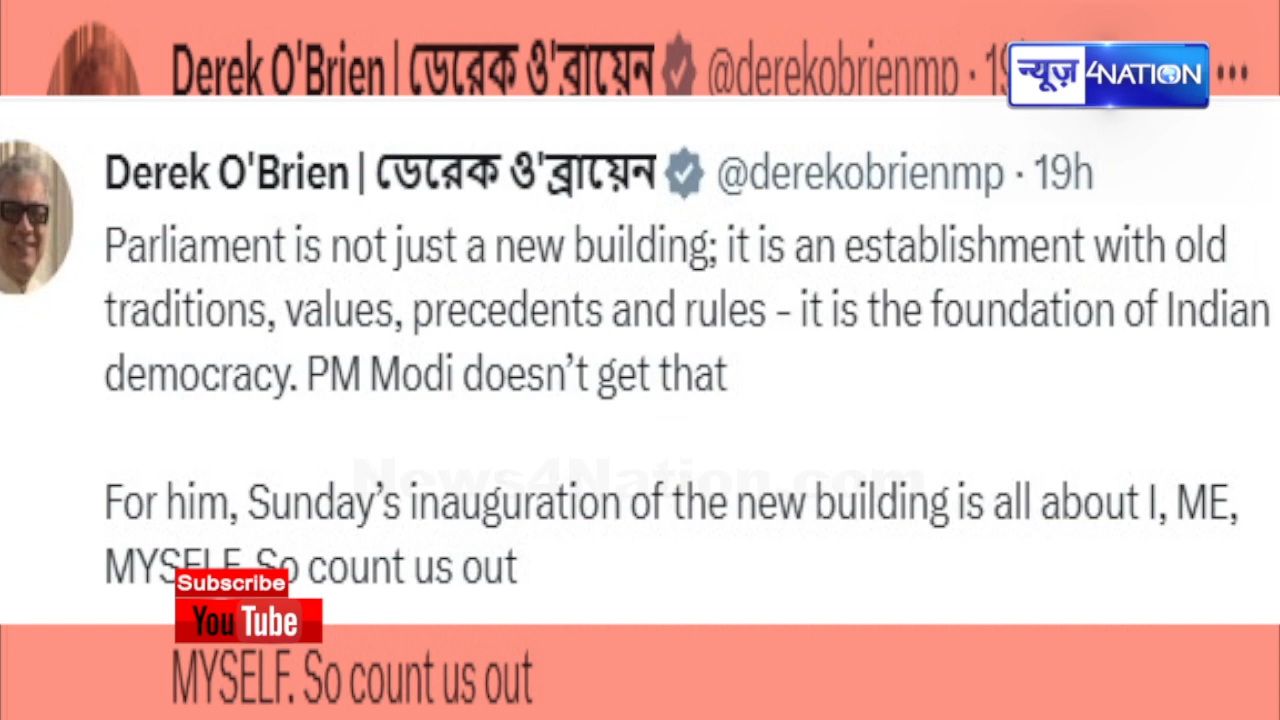 Derek O'Brien | ডেরেক ও'ব্রায়েন @derekobrienmp · 19
न्यूज़ 4NATION
Derek O'Brien | ডেরেক ও'ব্রায়েন @derekobrienmp · 19h
Parliament is not just a new building; it is an establishment with old
traditions, values, precedents and rules - it is the foundation of Indian
democracy. PM Modi doesn't get that
News4Nation.com
For him, Sunday's inauguration of the new building is all about I, ME,
MYSELF. So count us out
Subscribe
YouTube
MYSELF. So count us out